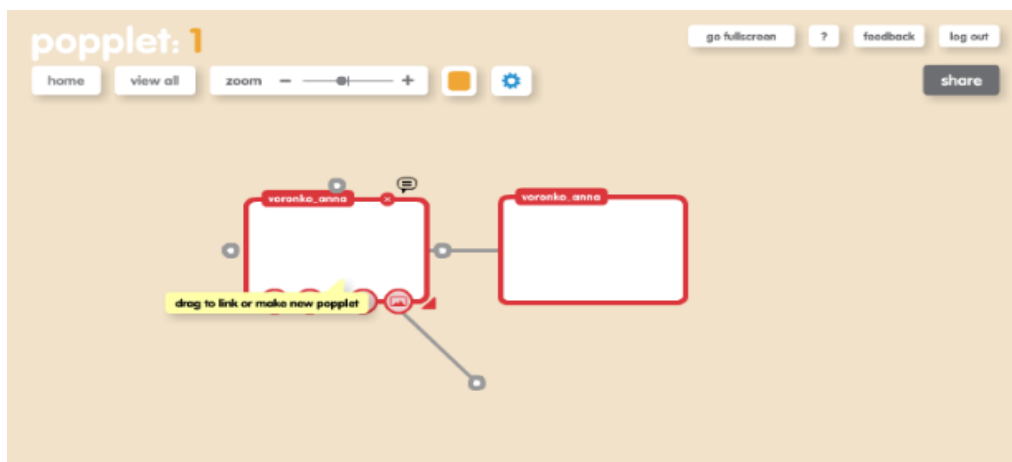 popplet: 1
go fullscreen ? feedback log out
home view all zoom − + share
voronko_anna × voronko_anna
drag to link or make new popplet